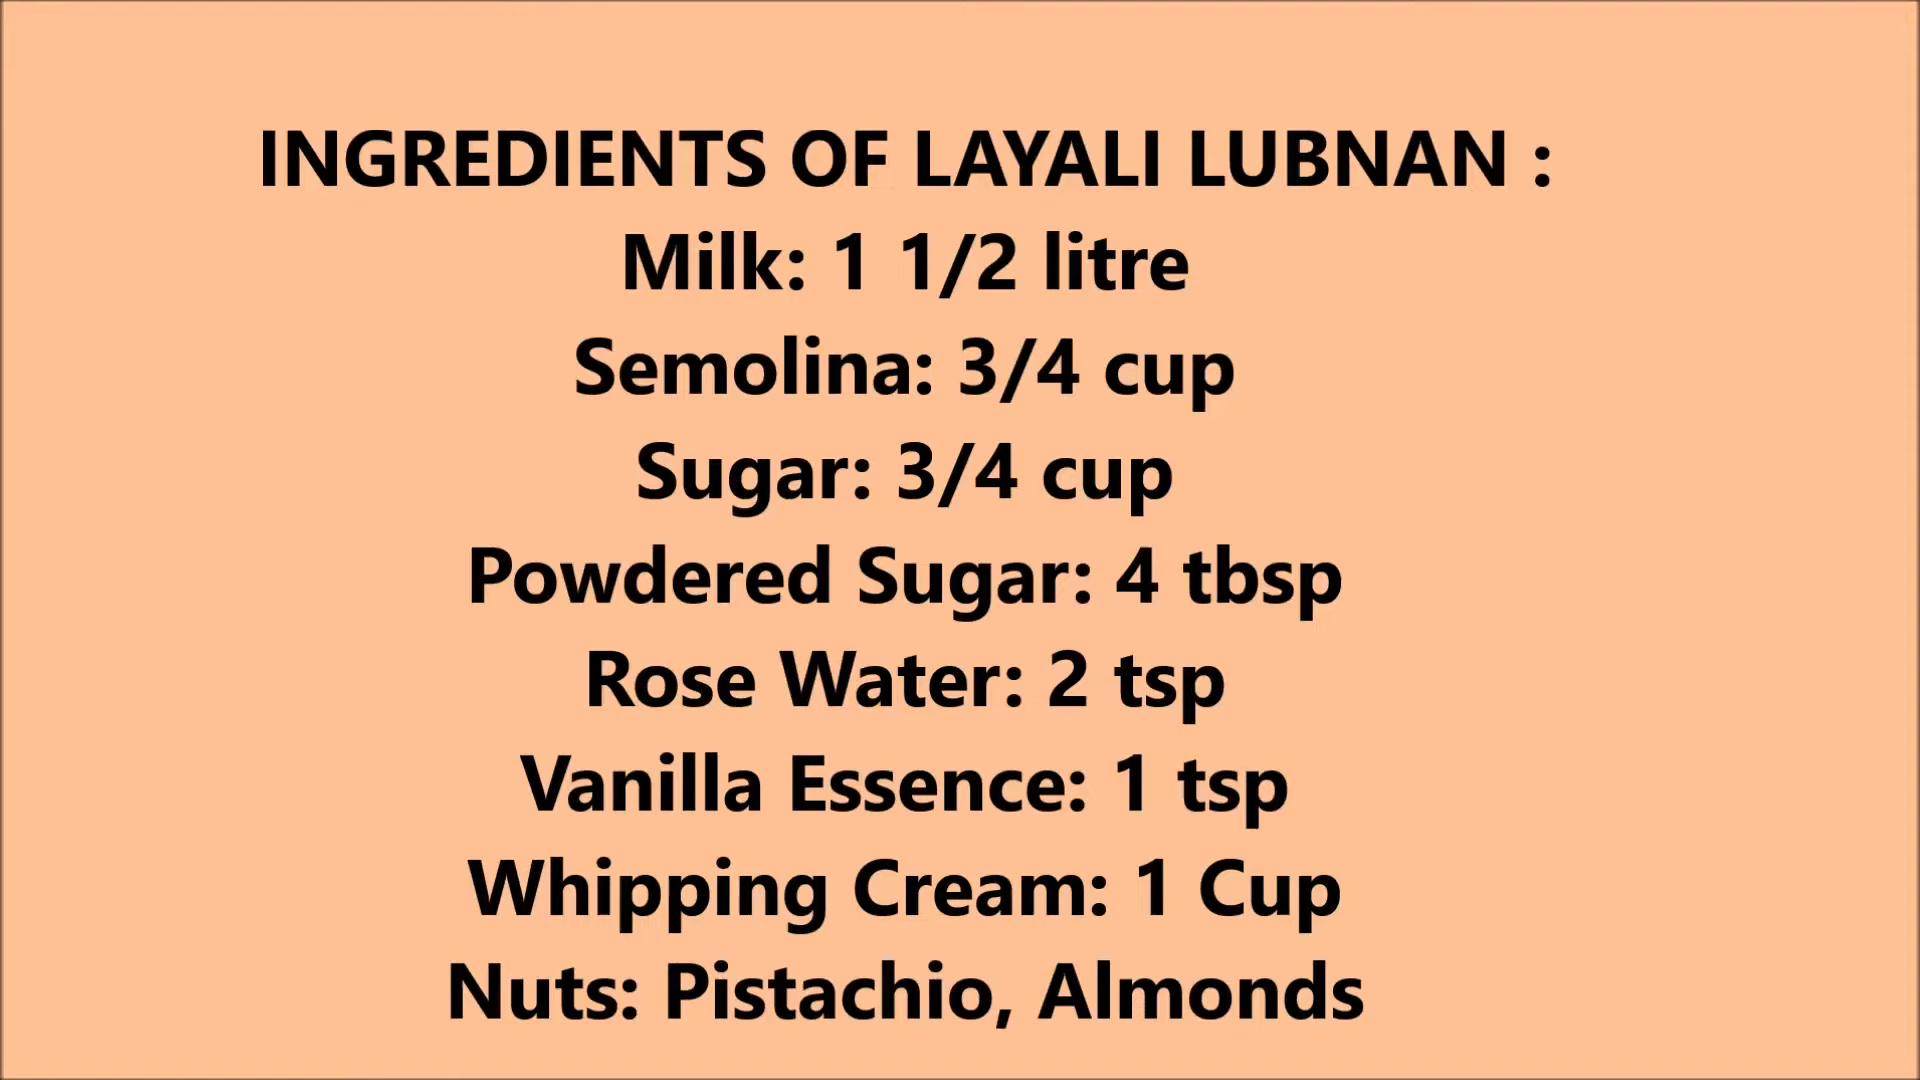 INGREDIENTS OF LAYALI LUBNAN :
Milk: 1 1/2 litre
Semolina: 3/4 cup
Sugar: 3/4 cup
Powdered Sugar: 4 tbsp
Rose Water: 2 tsp
Vanilla Essence: 1 tsp
Whipping Cream: 1 Cup
Nuts: Pistachio, Almonds